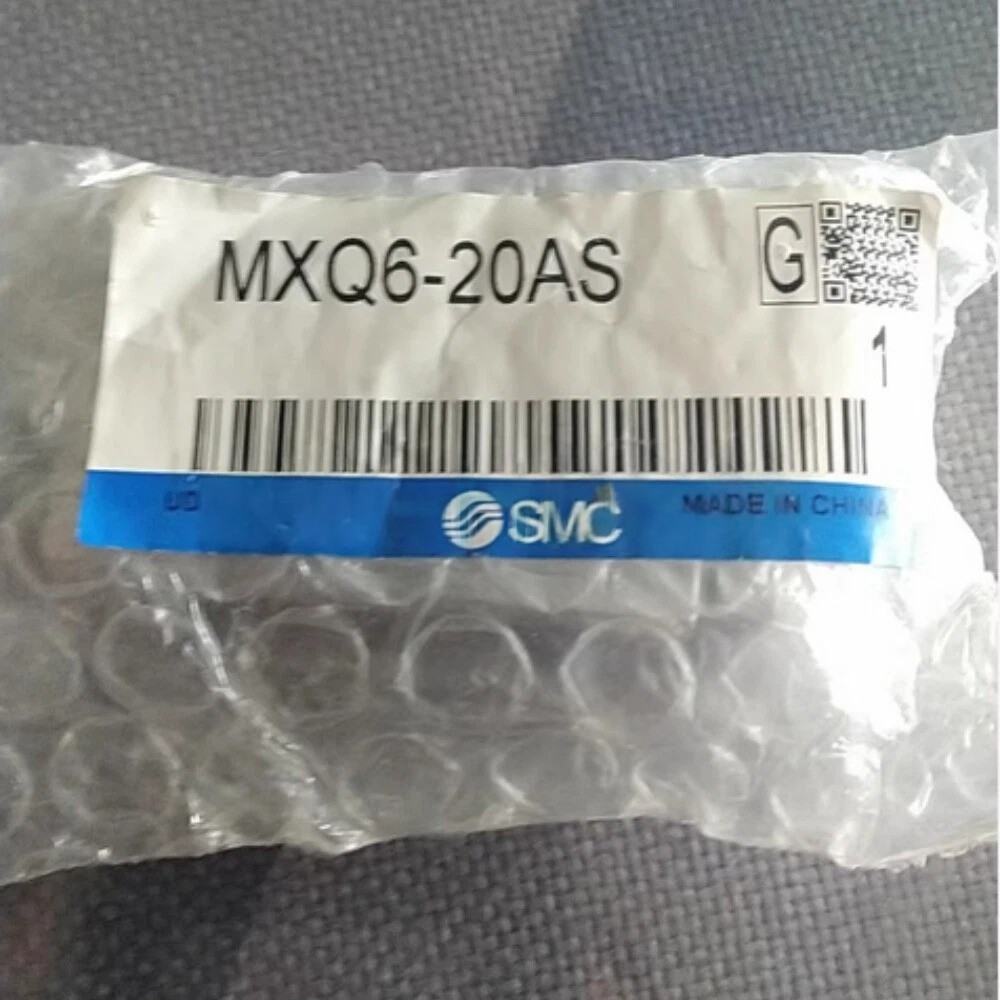 MXQ6-20AS G
1
UD SMC MADE IN CHINA